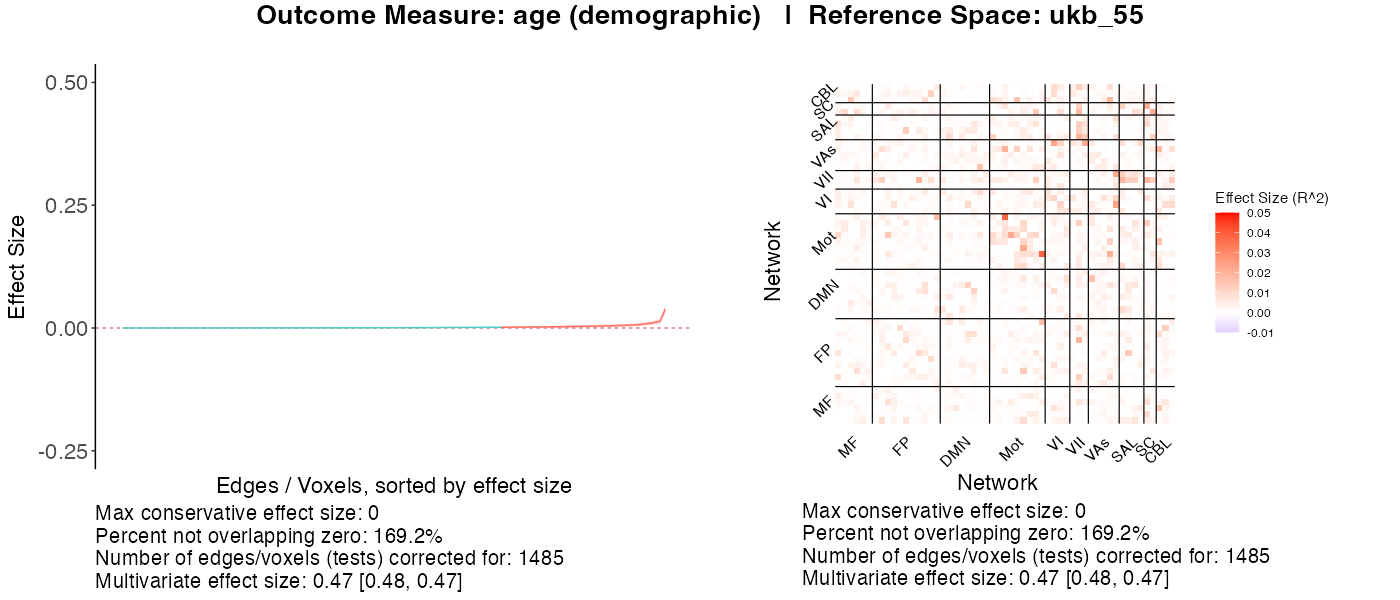 Outcome Measure: age (demographic) | Reference Space: ukb_55
0.50
0.25
0.00
-0.25
Effect Size
Edges / Voxels, sorted by effect size
Max conservative effect size: 0
Percent not overlapping zero: 169.2%
Number of edges/voxels (tests) corrected for: 1485
Multivariate effect size: 0.47 [0.48, 0.47]
Network
CBL
SC
SAL
VAs
VII
VI
Mot
DMN
FP
MF
MF
FP
DMN
Mot
VI
VII
VAs
SAL
SC
CBL
Network
Max conservative effect size: 0
Percent not overlapping zero: 169.2%
Number of edges/voxels (tests) corrected for: 1485
Multivariate effect size: 0.47 [0.48, 0.47]
Effect Size (R^2)
0.05
0.04
0.03
0.02
0.01
0.00
-0.01